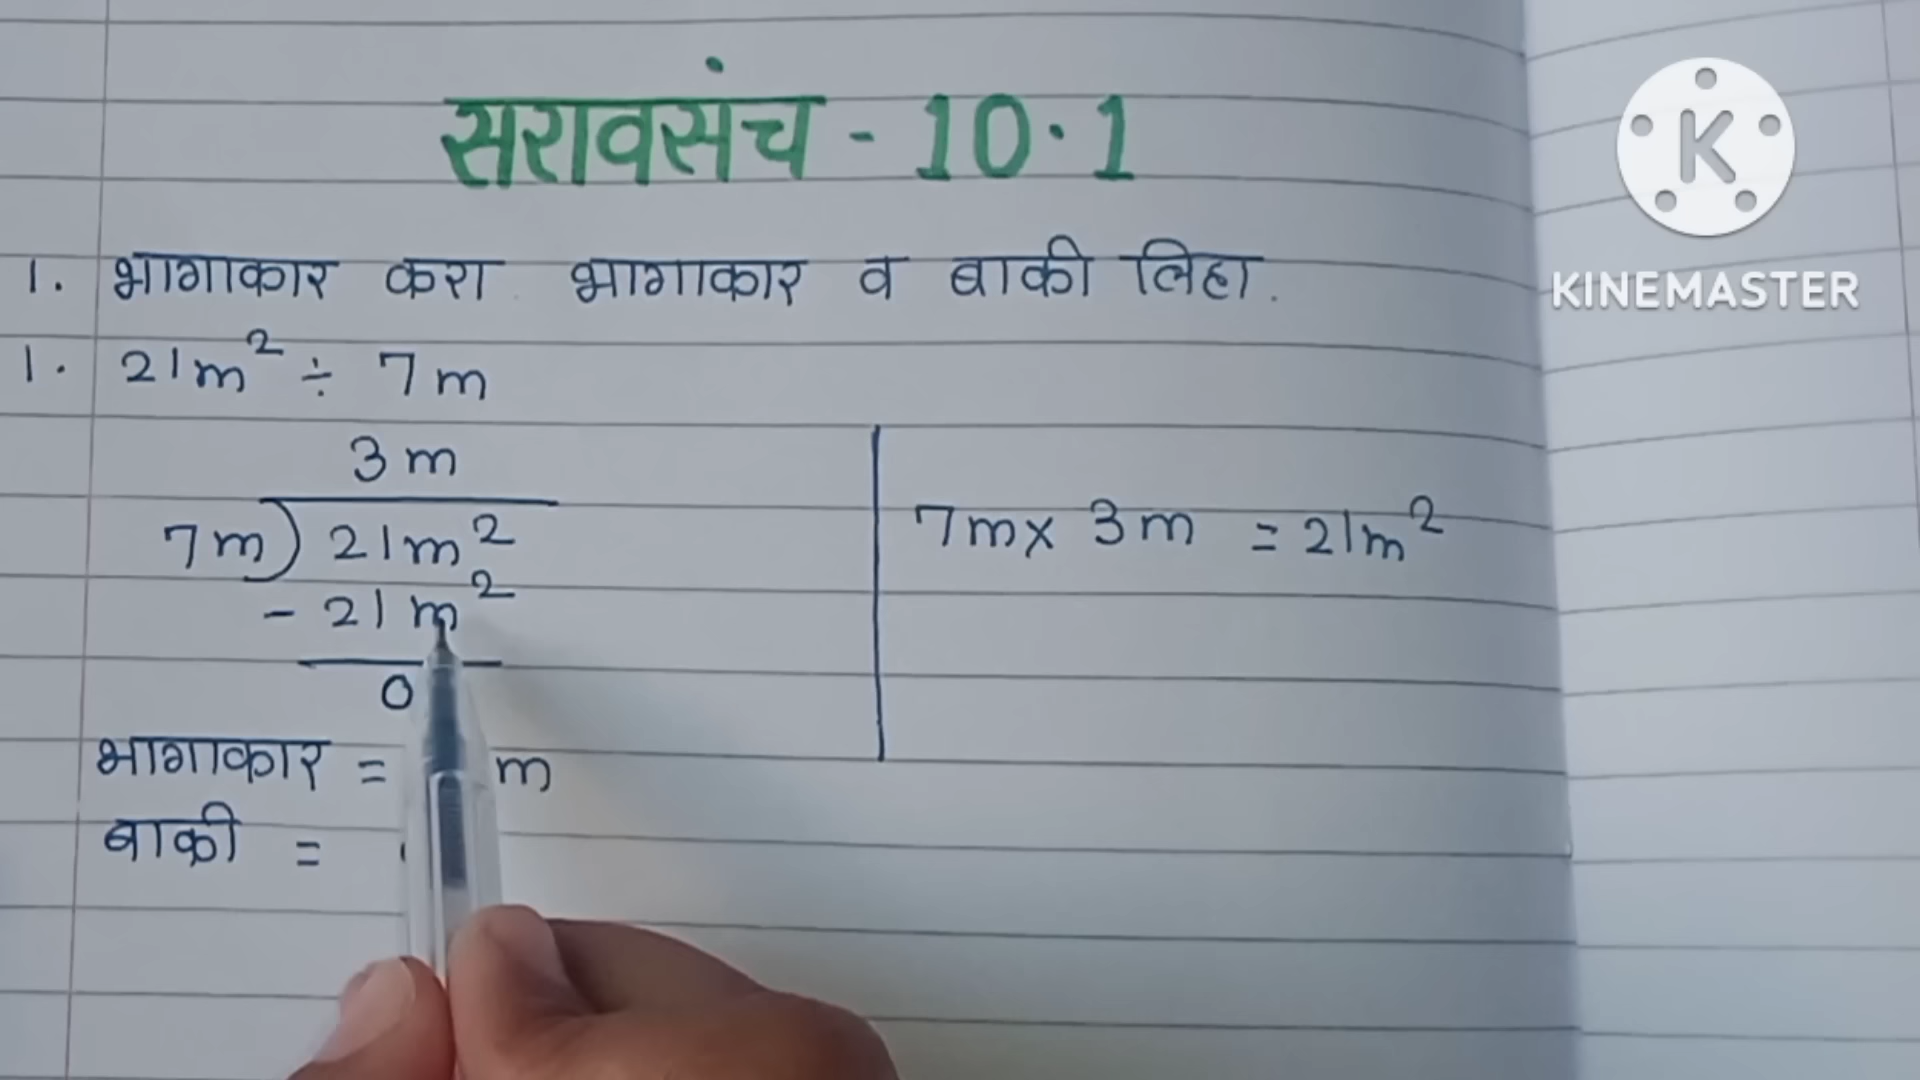 सरावसंच - 10.1
1. भागाकार करा भागाकार व बाकी लिहा.
1. 21m² ÷ 7m
3m
7m) 21m²
- 21m²
0
भागाकार = m
बाकी =
7m x 3m = 21m²
K
KINEMASTER